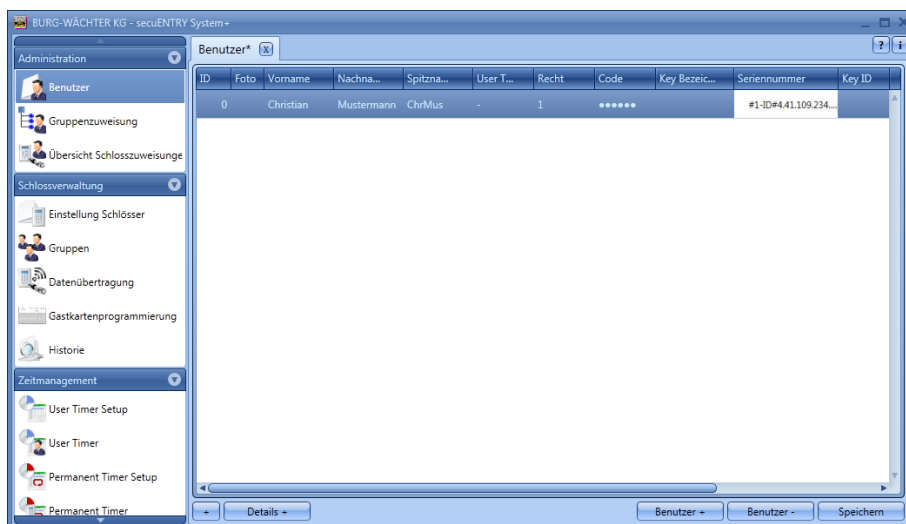 BURG-WÄCHTER KG - secuENTRY System+
Administration
Benutzer
Gruppenzuweisung
Übersicht Schlosszuweisunge
Schlossverwaltung
Einstellung Schlösser
Gruppen
Datenübertragung
Gastkartenprogrammierung
Historie
Zeitmanagement
User Timer Setup
User Timer
Permanent Timer Setup
Permanent Timer
Benutzer* x
? i
ID Foto Vorname Nachna... Spitzna... User T... Recht Code Key Bezeic... Seriennummer Key ID
0 Christian Mustermann ChrMus - 1 ●●●●●● #1-ID#4.41.109.234....
+ Details + Benutzer + Benutzer - Speichern